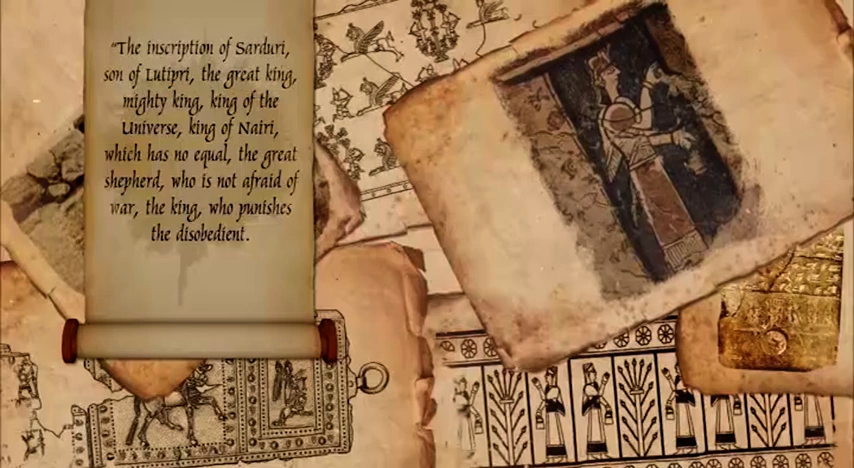 "The inscription of Sarduri,
son of Lutipri, the great king,
mighty king, king of the
Universe, king of Nairi,
which has no equal, the great
shepherd, who is not afraid of
war, the king, who punishes
the disobedient.